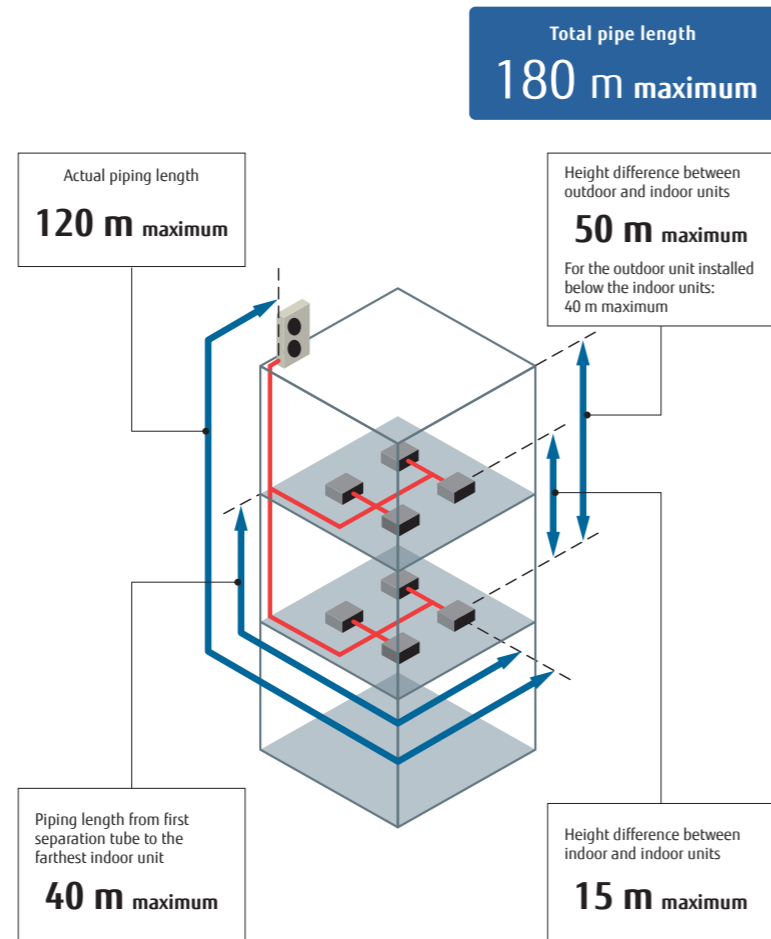 Total pipe length
180 m maximum
Actual piping length
120 m maximum
Height difference between
outdoor and indoor units
50 m maximum
For the outdoor unit installed
below the indoor units:
40 m maximum
Piping length from first
separation tube to the
farthest indoor unit
40 m maximum
Height difference between
indoor and indoor units
15 m maximum